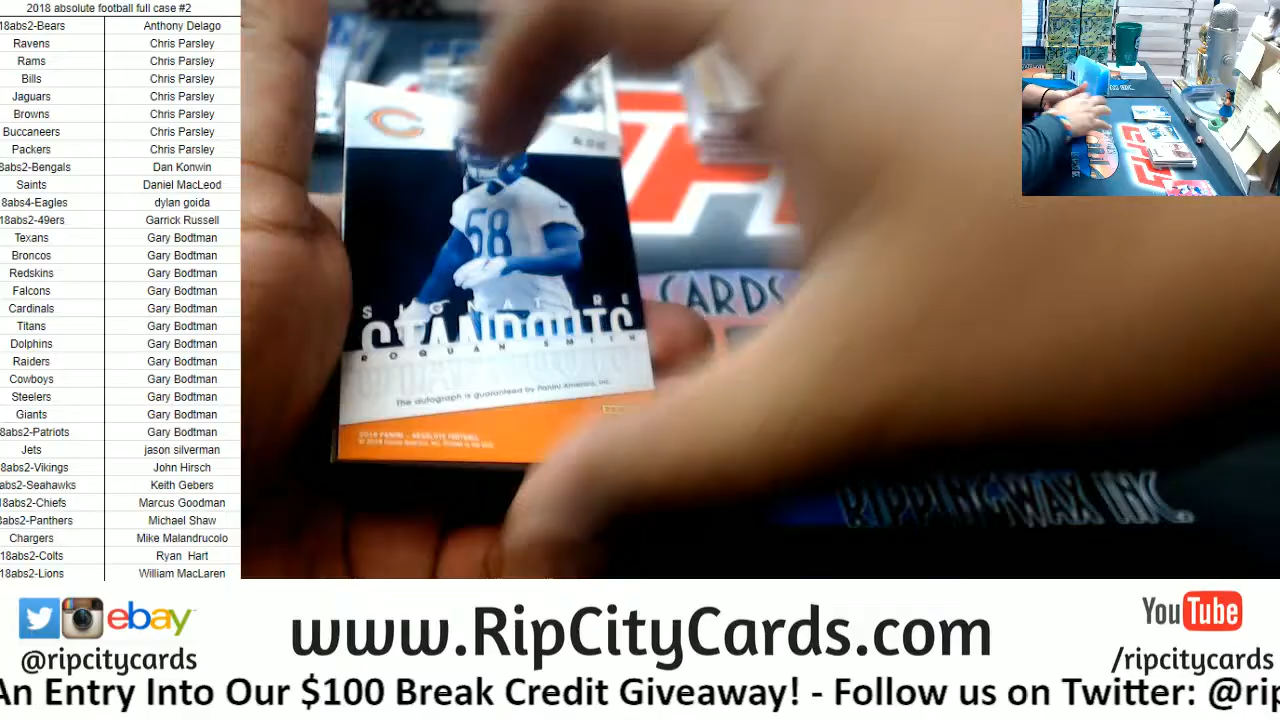 2018 absolute football full case #2
18abs2-Bears Anthony Delago
Ravens Chris Parsley
Rams Chris Parsley
Bills Chris Parsley
Jaguars Chris Parsley
Browns Chris Parsley
Buccaneers Chris Parsley
Packers Chris Parsley
8abs2-Bengals Dan Konwin
Saints Daniel MacLeod
8abs4-Eagles dylan goida
18abs2-49ers Garrick Russell
Texans Gary Bodtman
Broncos Gary Bodtman
Redskins Gary Bodtman
Falcons Gary Bodtman
Cardinals Gary Bodtman
Titans Gary Bodtman
Dolphins Gary Bodtman
Raiders Gary Bodtman
Cowboys Gary Bodtman
Steelers Gary Bodtman
Giants Gary Bodtman
8abs2-Patriots Gary Bodtman
Jets jason silverman
8abs2-Vikings John Hirsch
abs2-Seahawks Keith Gebers
18abs2-Chiefs Marcus Goodman
8abs2-Panthers Michael Shaw
Chargers Mike Malandrucolo
18abs2-Colts Ryan Hart
18abs2-Lions William MacLaren
58
SIGNATURE
STANDOUTS
ROQUAN SMITH
The autograph is guaranteed by Panini America, Inc.
2018 PANINI - ABSOLUTE FOOTBALL
CARDS
RIPPINGWAX INC.
ebay
@ripcitycards
www.RipCityCards.com
YouTube
/ripcitycards
An Entry Into Our $100 Break Credit Giveaway! - Follow us on Twitter: @rip